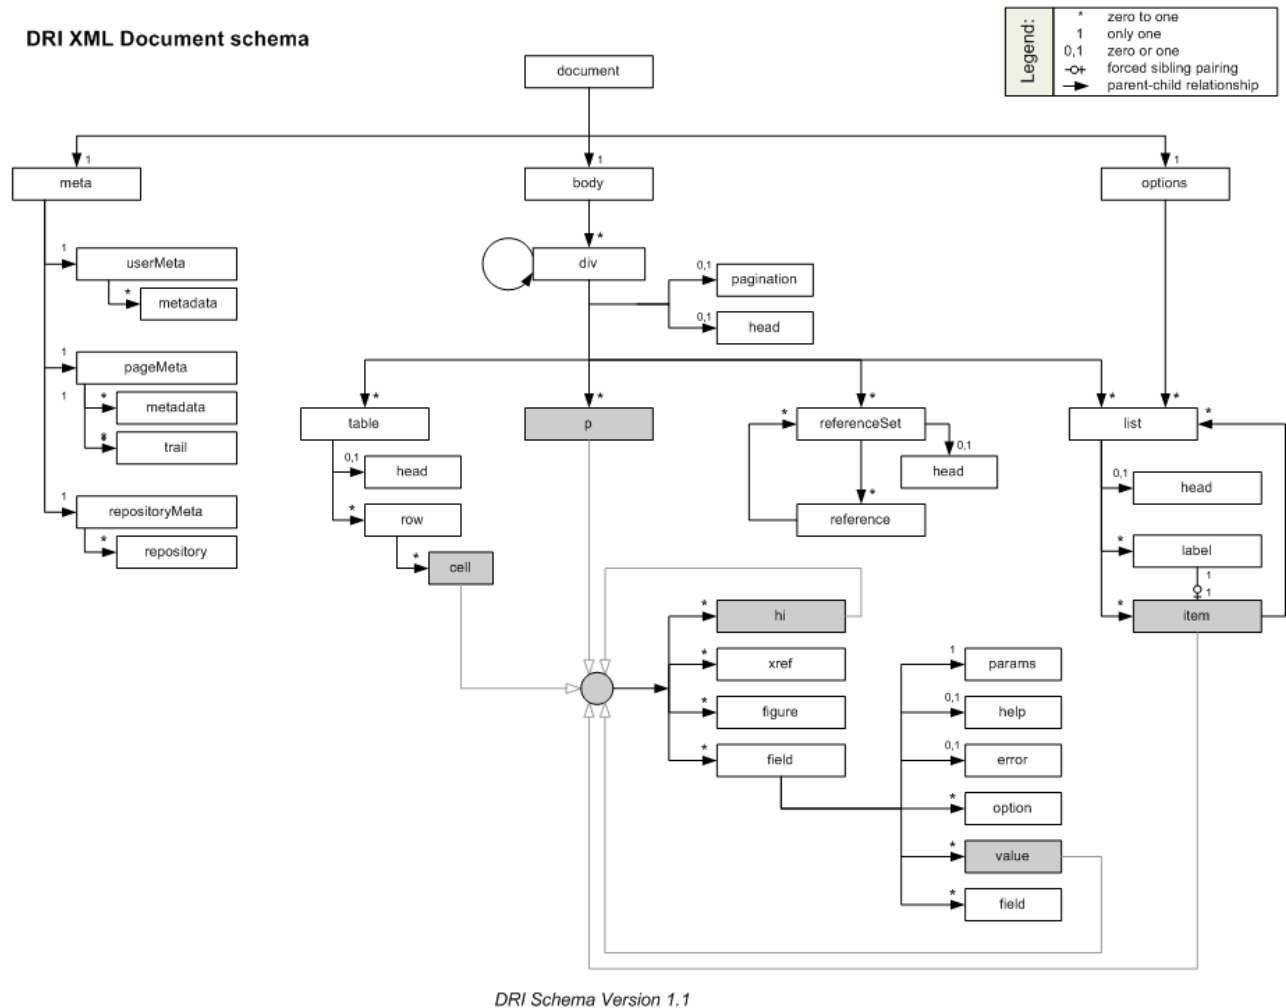 DRI XML Document schema
Legend:
* zero to one
1 only one
0,1 zero or one
forced sibling pairing
parent-child relationship
document
1
1
1
meta
body
options
*
1
userMeta
div
*
metadata
0,1
pagination
0,1
head
1
pageMeta
1
*
metadata
*
trail
*
*
*
*
*
table
p
*
referenceSet
list
*
0,1
head
0,1
head
0,1
head
1
repositoryMeta
*
row
*
reference
*
repository
*
label
*
cell
1
1
*
hi
*
item
*
xref
1
params
*
figure
0,1
help
*
field
0,1
error
*
option
*
value
*
field
DRI Schema Version 1.1